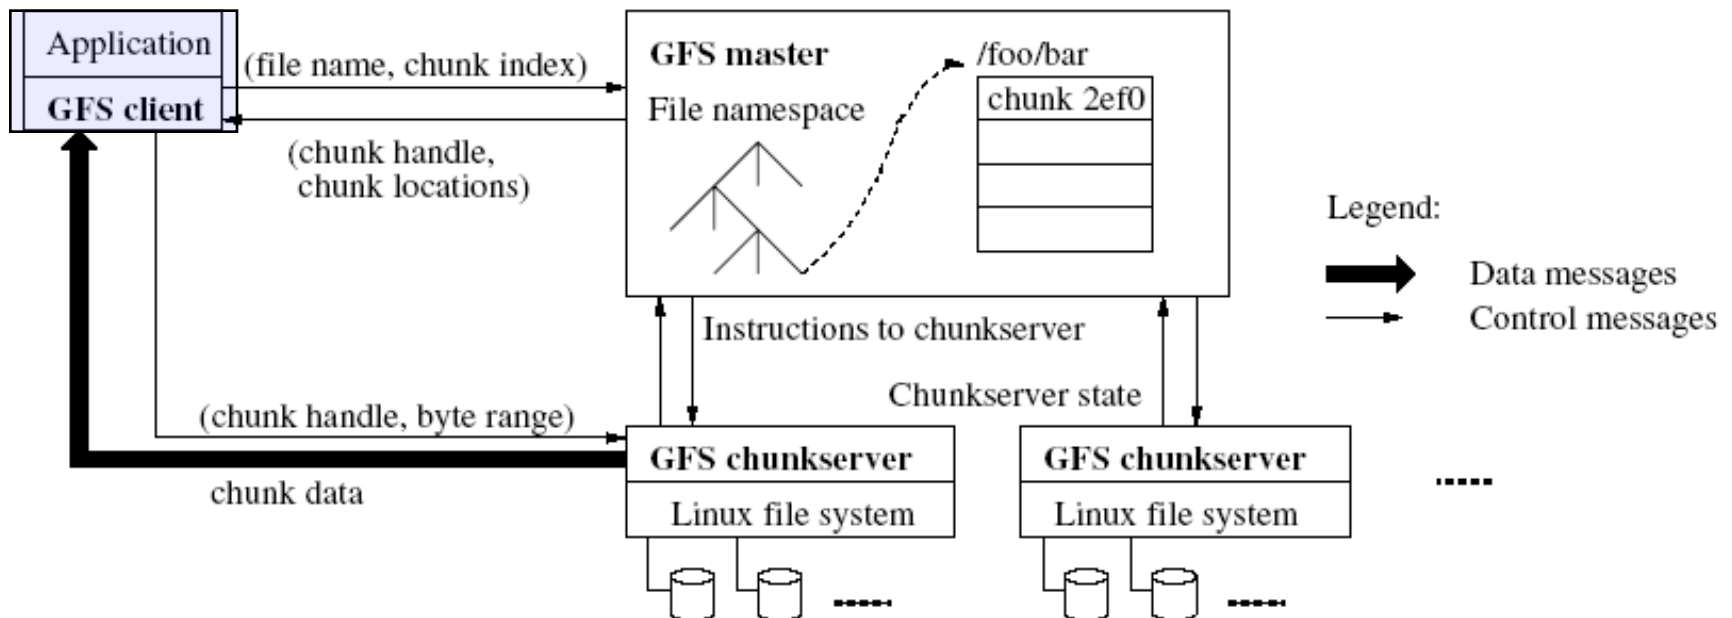 Application
GFS client
(file name, chunk index)
(chunk handle,
chunk locations)
GFS master
File namespace
/foo/bar
chunk 2ef0
Legend:
Data messages
Control messages
Instructions to chunkserver
Chunkserver state
(chunk handle, byte range)
chunk data
GFS chunkserver
Linux file system
GFS chunkserver
Linux file system